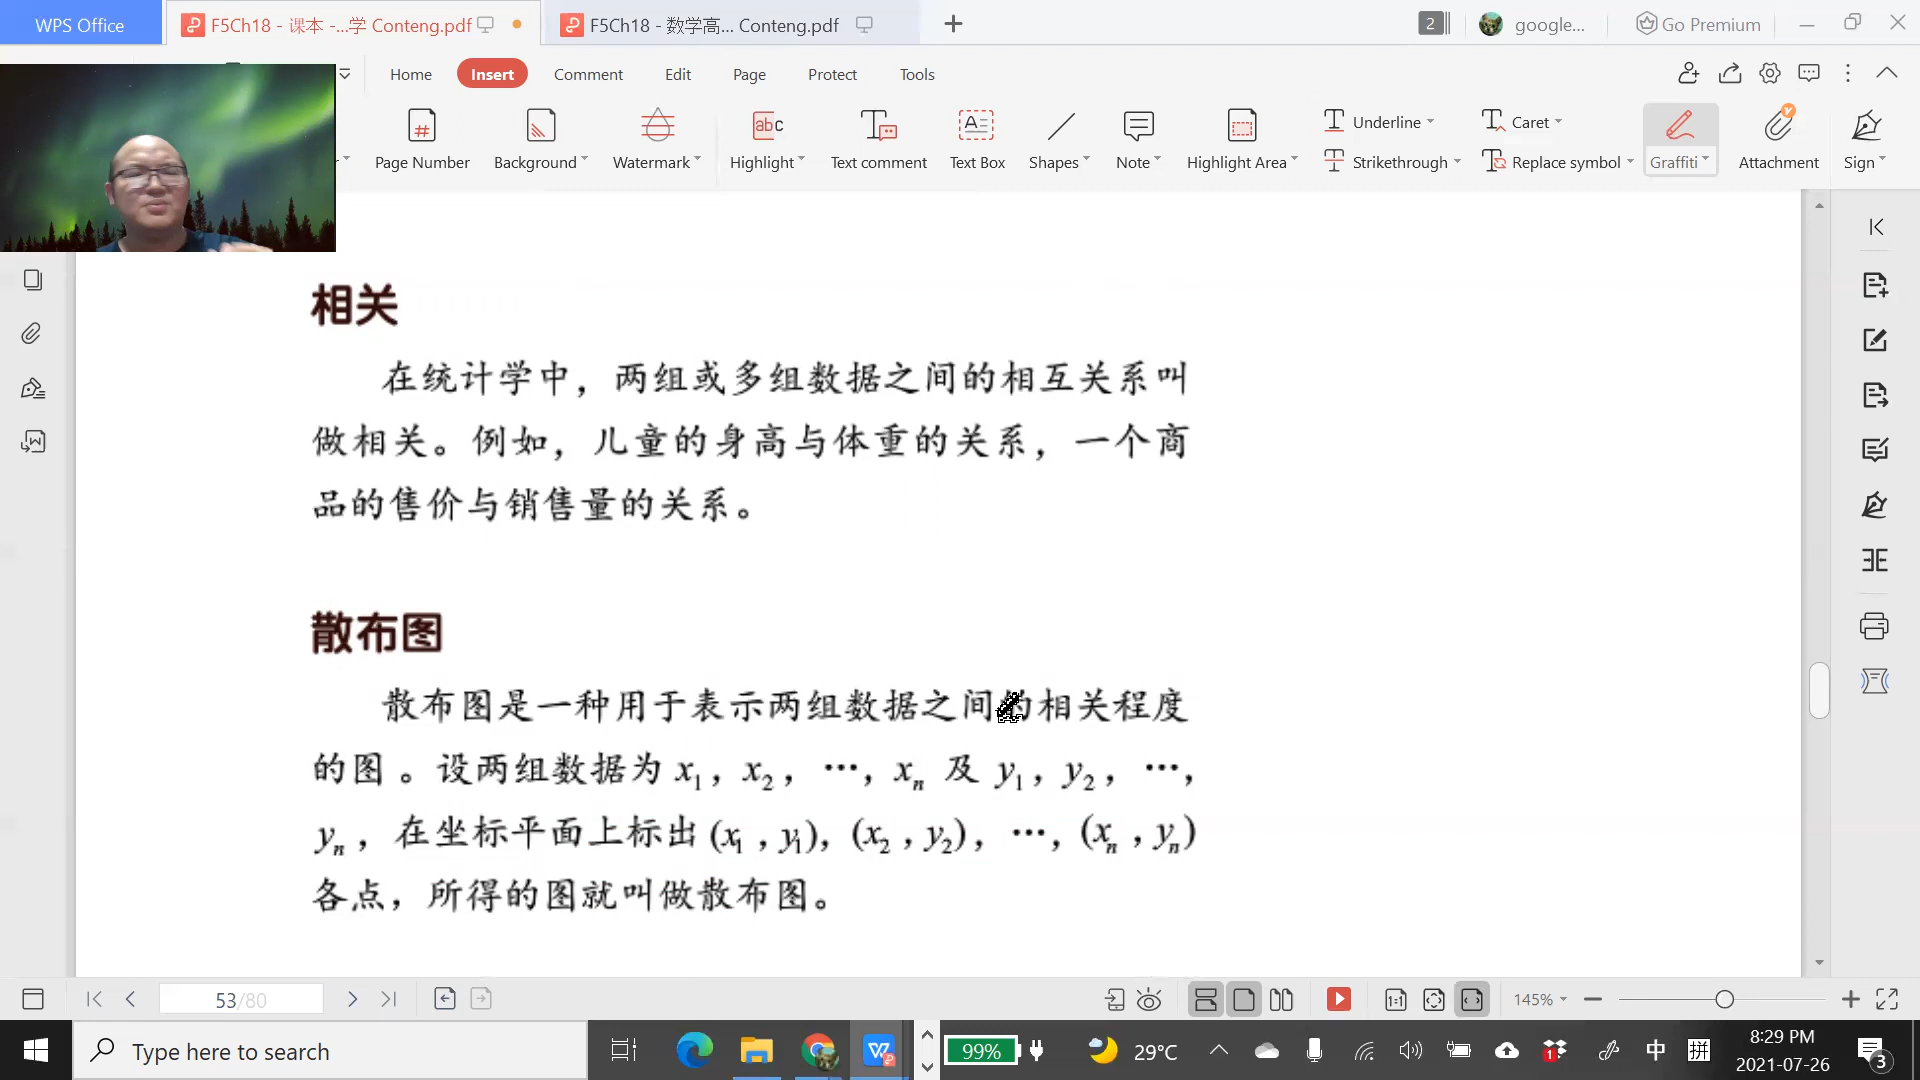 WPS Office
F5Ch18 - 课本 -...学 Conteng.pdf
F5Ch18 - 数学高... Conteng.pdf
2
google...
Go Premium
Home
Insert
Comment
Edit
Page
Protect
Tools
Page Number
Background
Watermark
Highlight
Text comment
Text Box
Shapes
Note
Highlight Area
Underline
Strikethrough
Caret
Replace symbol
Graffiti
Attachment
Sign
相关
在统计学中，两组或多组数据之间的相互关系叫
做相关。例如，儿童的身高与体重的关系，一个商
品的售价与销售量的关系。
散布图
散布图是一种用于表示两组数据之间的相关程度
的图。设两组数据为 x₁，x₂，…，xₙ 及 y₁，y₂，…，
yₙ，在坐标平面上标出 (x₁,y₁)，(x₂,y₂)，…，(xₙ,yₙ)
各点，所得的图就叫做散布图。
53/80
145%
Type here to search
99%
29°C
1
中
拼
8:29 PM
2021-07-26
3